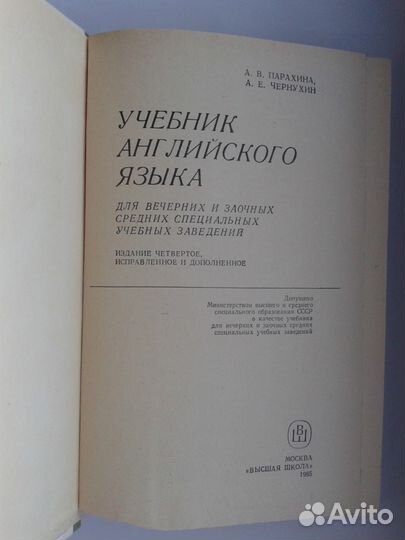 А. В. ПАРАХИНА,
А. Е. ЧЕРНУХИН
УЧЕБНИК
АНГЛИЙСКОГО
ЯЗЫКА
ДЛЯ ВЕЧЕРНИХ И ЗАОЧНЫХ
СРЕДНИХ СПЕЦИАЛЬНЫХ
УЧЕБНЫХ ЗАВЕДЕНИЙ
ИЗДАНИЕ ЧЕТВЕРТОЕ,
ИСПРАВЛЕННОЕ И ДОПОЛНЕННОЕ
Допущено
Министерством высшего и среднего
специального образования СССР
в качестве учебника
для вечерних и заочных средних
специальных учебных заведений
ВШ
МОСКВА
«ВЫСШАЯ ШКОЛА»
1985
Avito